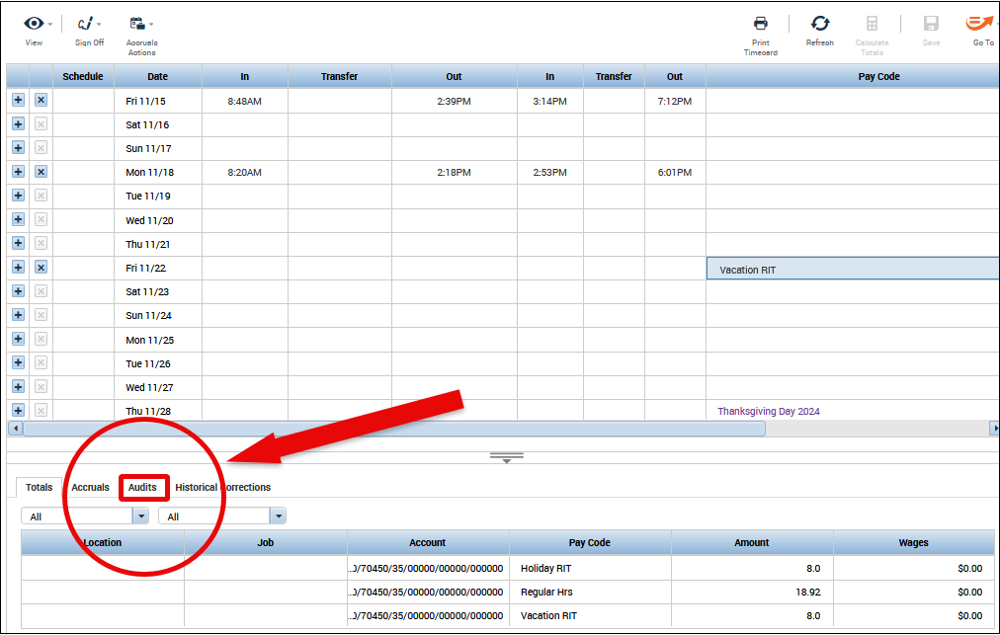 View
Sign Off
Accruals
Actions
Print
Timecard
Refresh
Calculate
Totals
Save
Go To
Schedule Date In Transfer Out In Transfer Out Pay Code
Fri 11/15 8:48AM 2:39PM 3:14PM 7:12PM
Sat 11/16
Sun 11/17
Mon 11/18 8:20AM 2:18PM 2:53PM 6:01PM
Tue 11/19
Wed 11/20
Thu 11/21
Fri 11/22 Vacation RIT
Sat 11/23
Sun 11/24
Mon 11/25
Tue 11/26
Wed 11/27
Thu 11/28 Thanksgiving Day 2024
Totals Accruals Audits Historical Corrections
All All
Location Job Account Pay Code Amount Wages
/70450/35/00000/00000/000000 Holiday RIT 8.0 $0.00
/70450/35/00000/00000/000000 Regular Hrs 18.92 $0.00
/70450/35/00000/00000/000000 Vacation RIT 8.0 $0.00